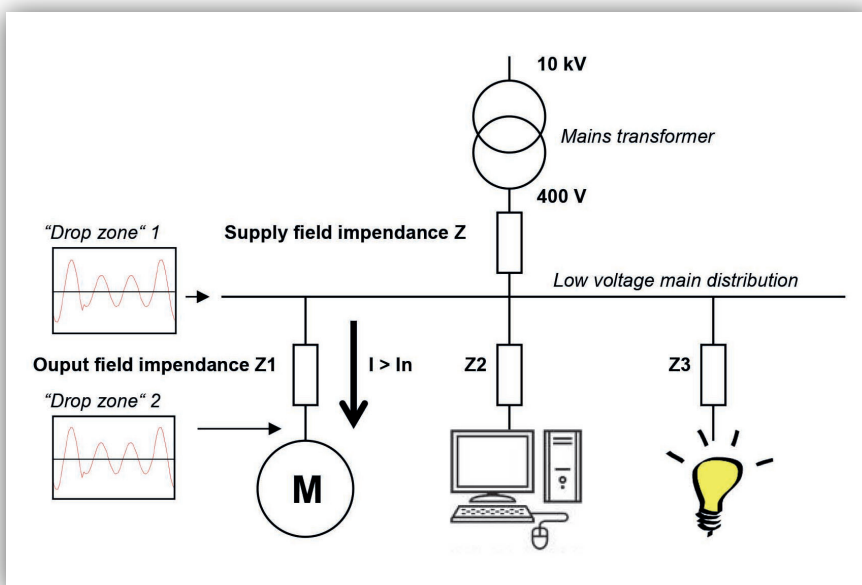 10 kV
Mains transformer
400 V
“Drop zone“ 1
Supply field impendance Z
Low voltage main distribution
Ouput field impendance Z1
I > In
Z2
Z3
“Drop zone“ 2
M